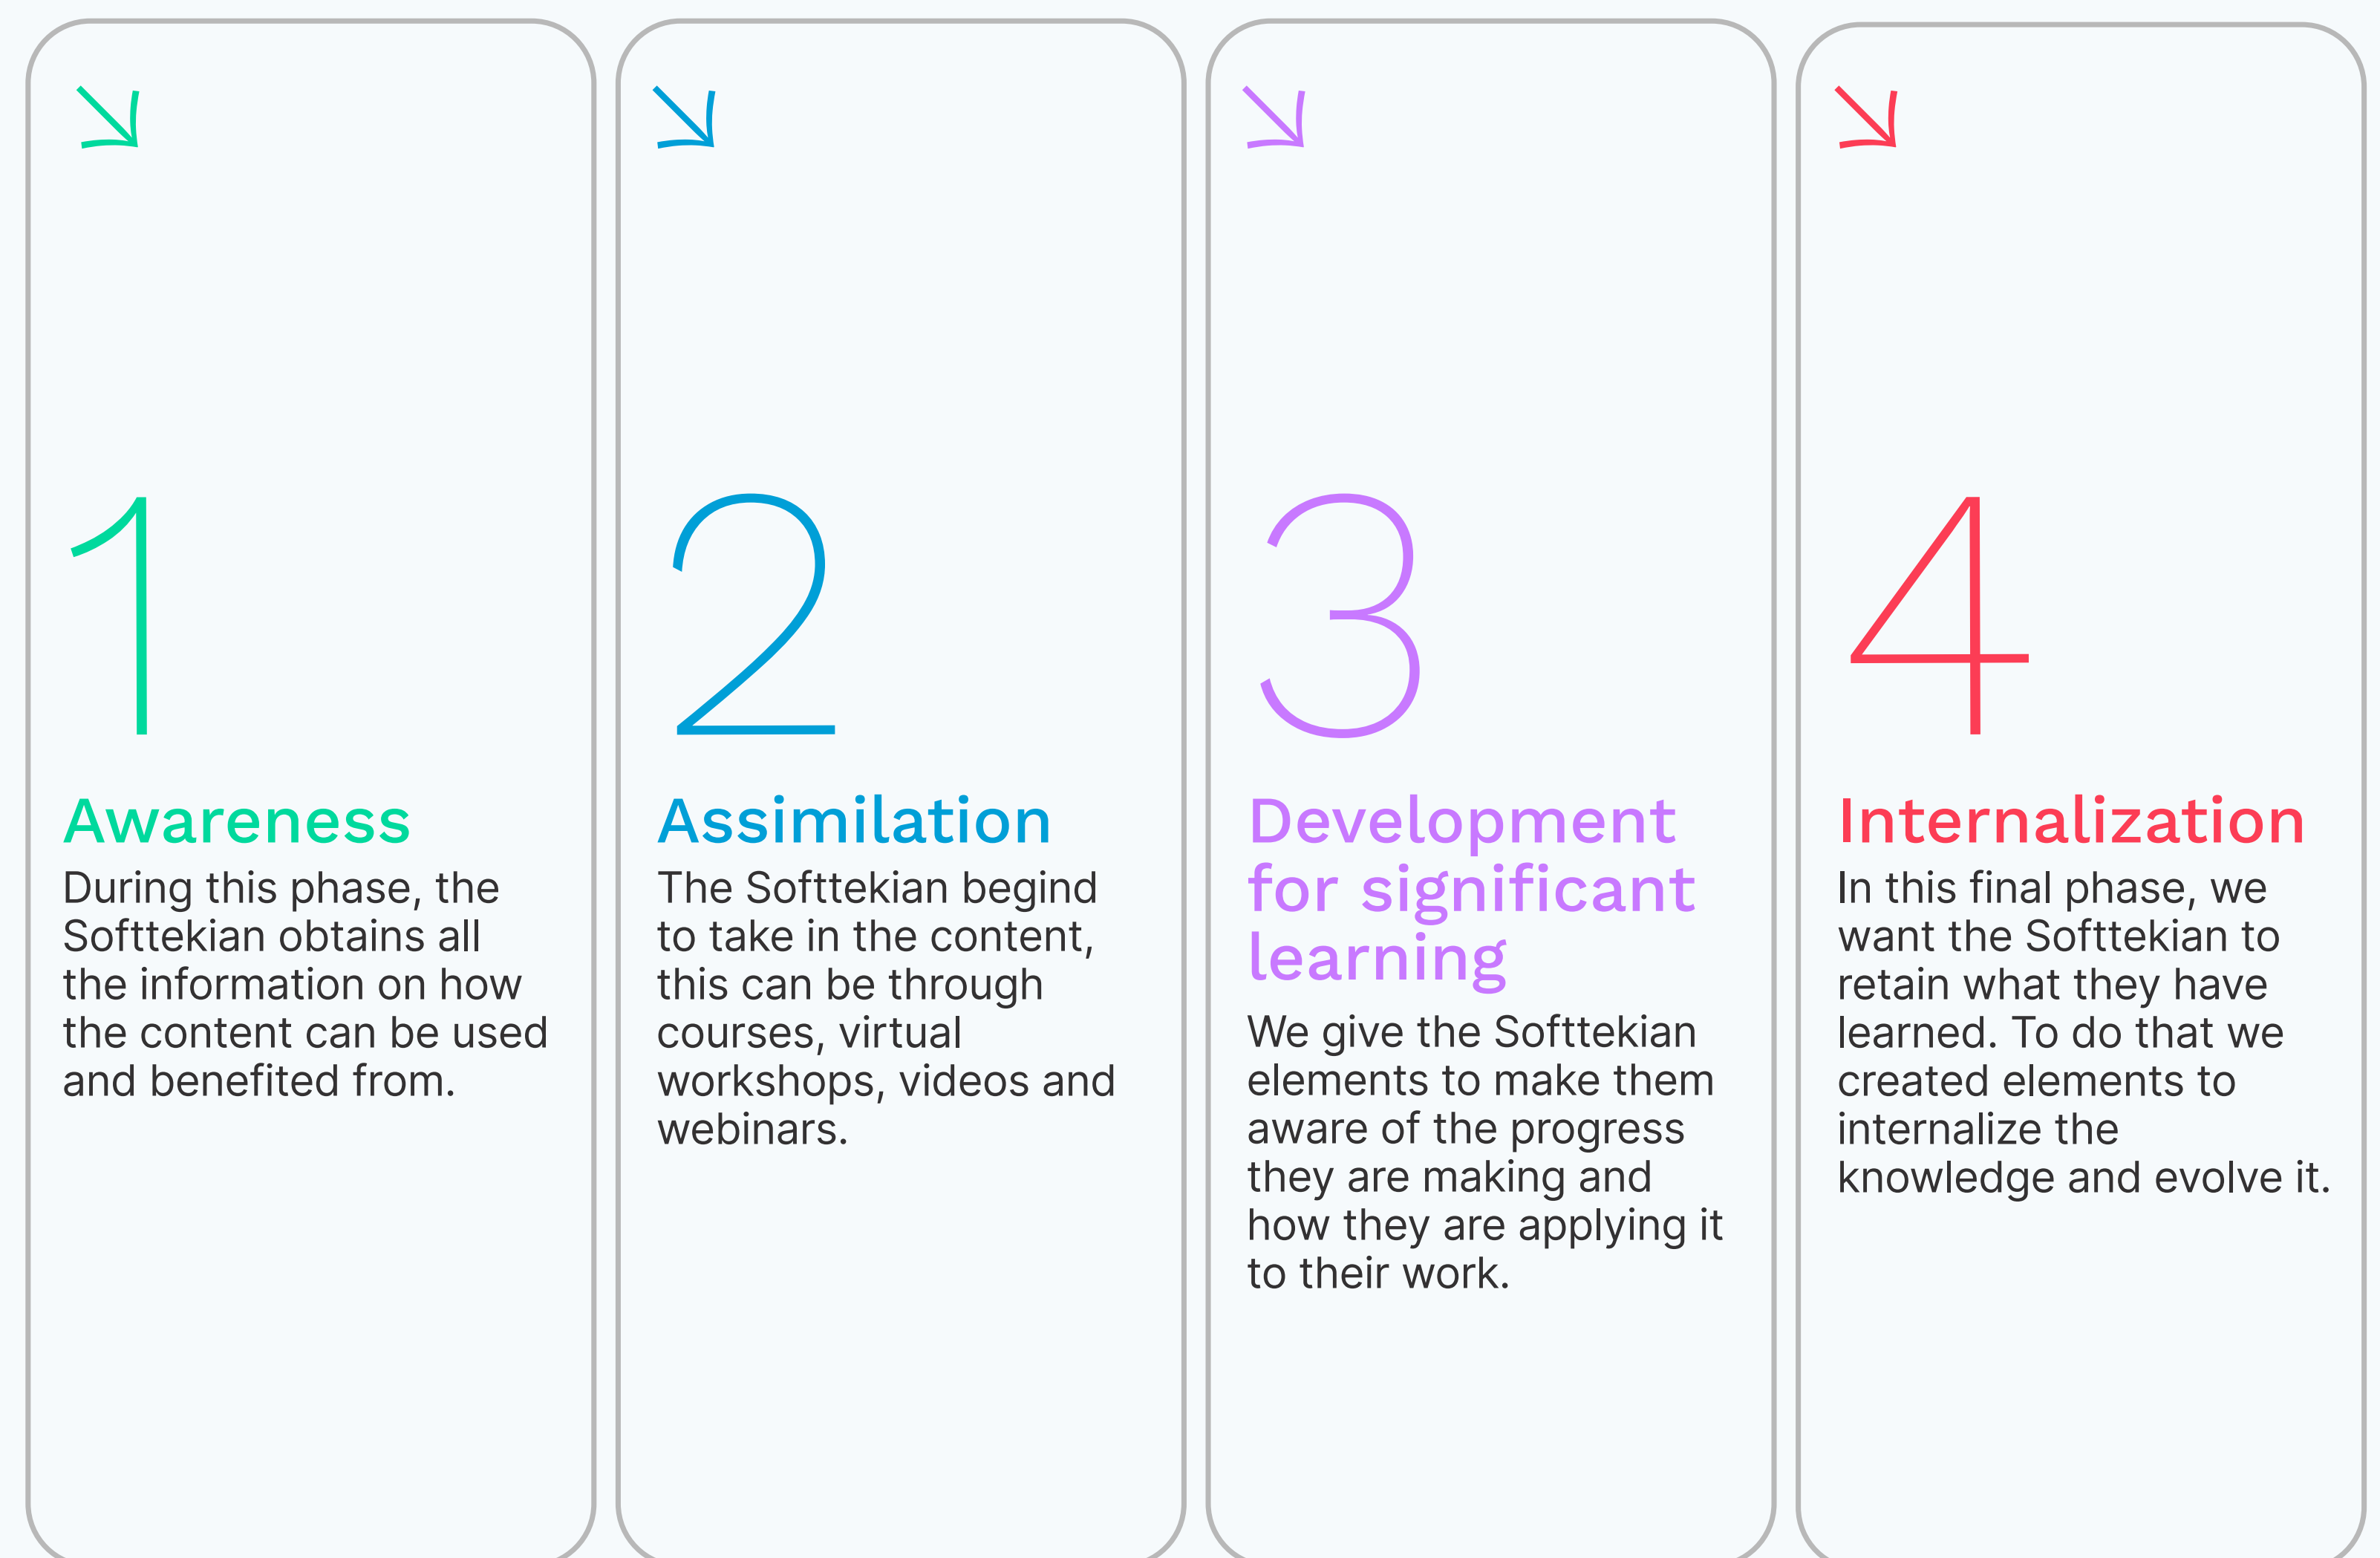 1
Awareness
During this phase, the
Softtekian obtains all
the information on how
the content can be used
and benefited from.
2
Assimilation
The Softtekian begind
to take in the content,
this can be through
courses, virtual
workshops, videos and
webinars.
3
Development
for significant
learning
We give the Softtekian
elements to make them
aware of the progress
they are making and
how they are applying it
to their work.
4
Internalization
In this final phase, we
want the Softtekian to
retain what they have
learned. To do that we
created elements to
internalize the
knowledge and evolve it.